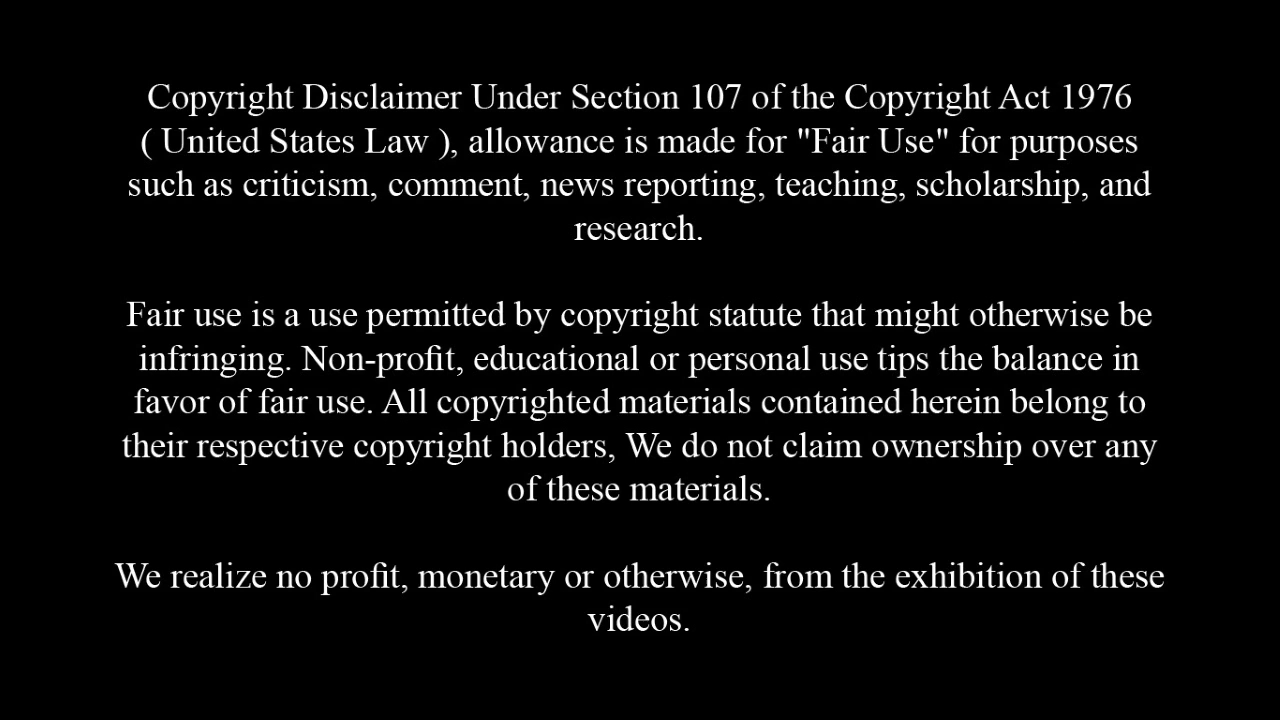 Copyright Disclaimer Under Section 107 of the Copyright Act 1976
( United States Law ), allowance is made for "Fair Use" for purposes
such as criticism, comment, news reporting, teaching, scholarship, and
research.
Fair use is a use permitted by copyright statute that might otherwise be
infringing. Non-profit, educational or personal use tips the balance in
favor of fair use. All copyrighted materials contained herein belong to
their respective copyright holders, We do not claim ownership over any
of these materials.
We realize no profit, monetary or otherwise, from the exhibition of these
videos.